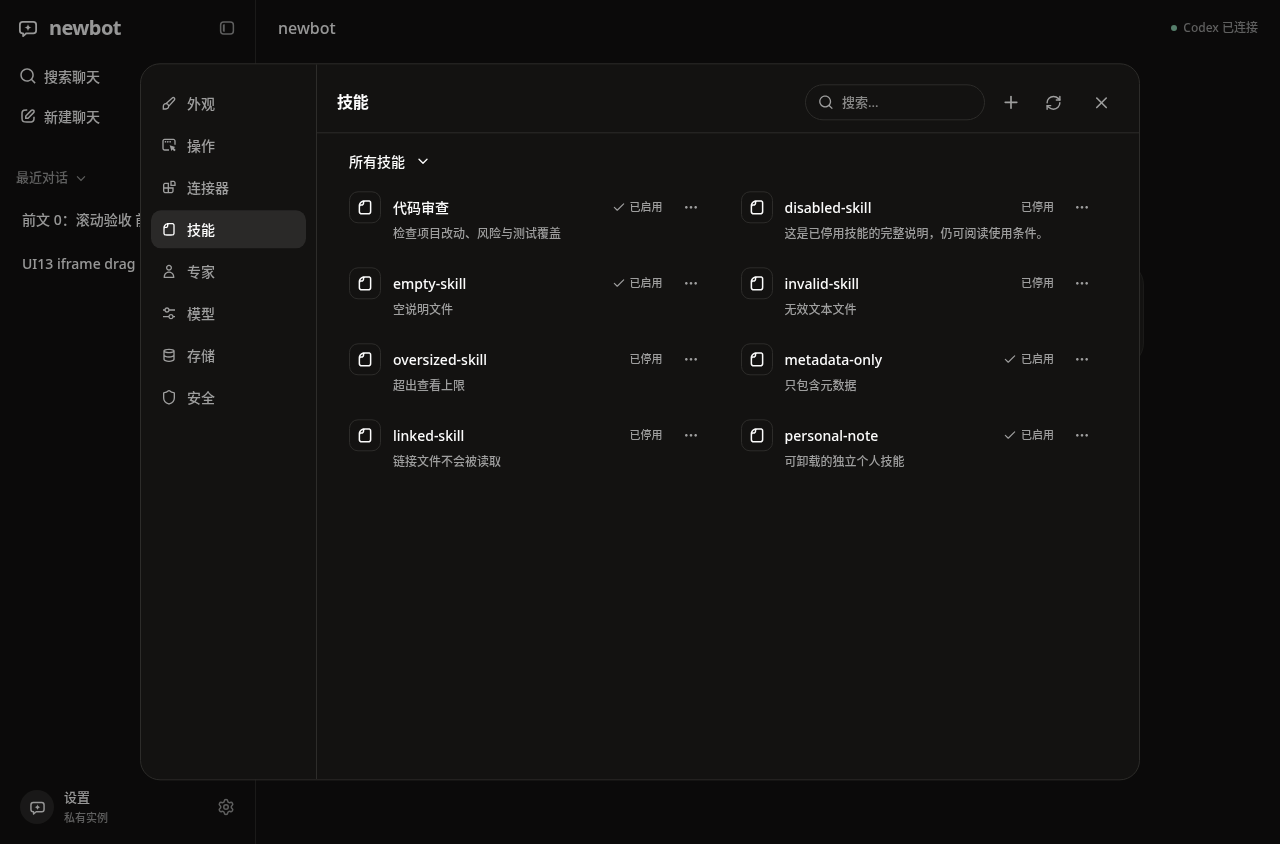 newbot
newbot
Codex 已连接
搜索聊天
新建聊天
最近对话
前文 0：滚动验收
UI13 iframe drag
设置
私有实例
外观
操作
连接器
技能
专家
模型
存储
安全
技能
搜索...
所有技能
代码审查
已启用
检查项目改动、风险与测试覆盖
disabled-skill
已停用
这是已停用技能的完整说明，仍可阅读使用条件。
empty-skill
已启用
空说明文件
invalid-skill
已停用
无效文本文件
oversized-skill
已停用
超出查看上限
metadata-only
已启用
只包含元数据
linked-skill
已停用
链接文件不会被读取
personal-note
已启用
可卸载的独立个人技能